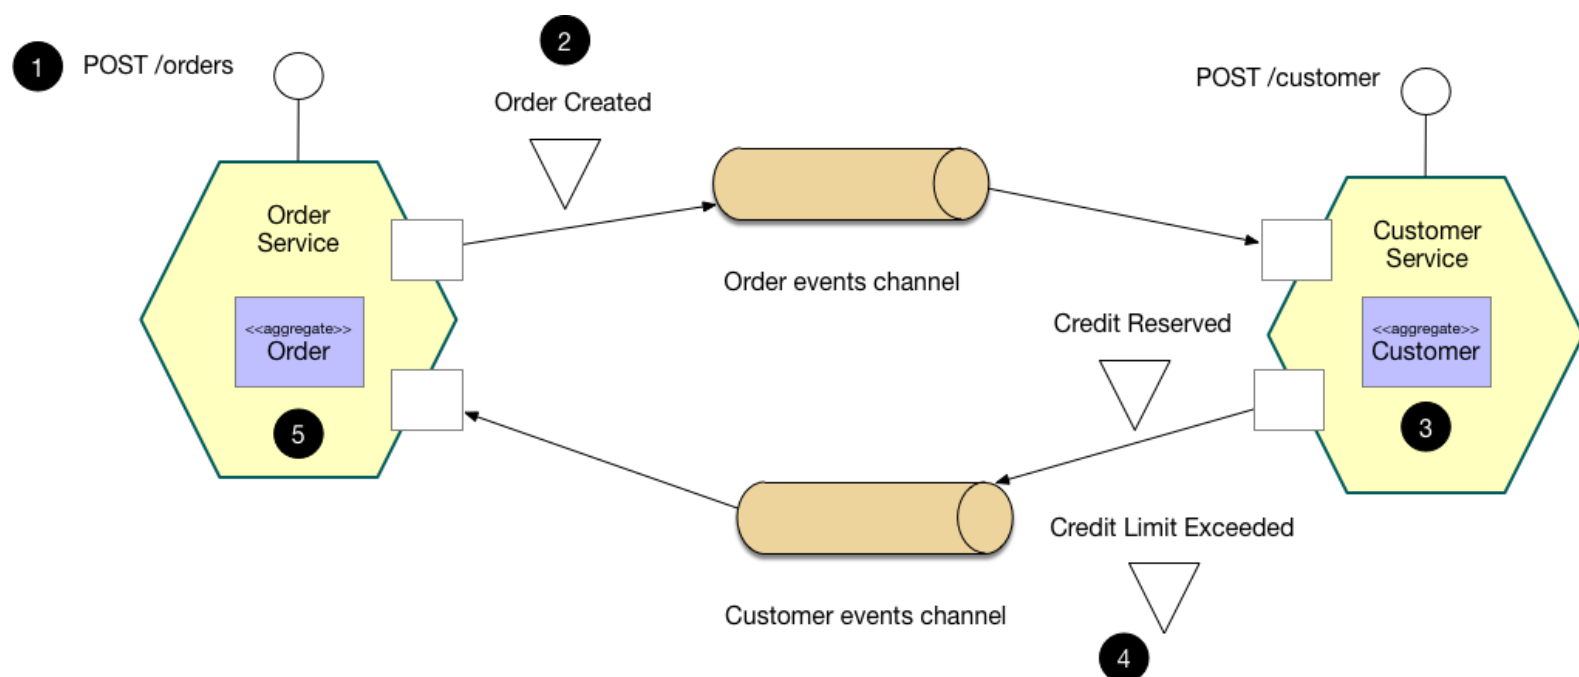 1
POST /orders
2
Order Created
POST /customer
Order
Service
<<aggregate>>
Order
5
Order events channel
Customer
Service
<<aggregate>>
Customer
3
Credit Reserved
Credit Limit Exceeded
4
Customer events channel